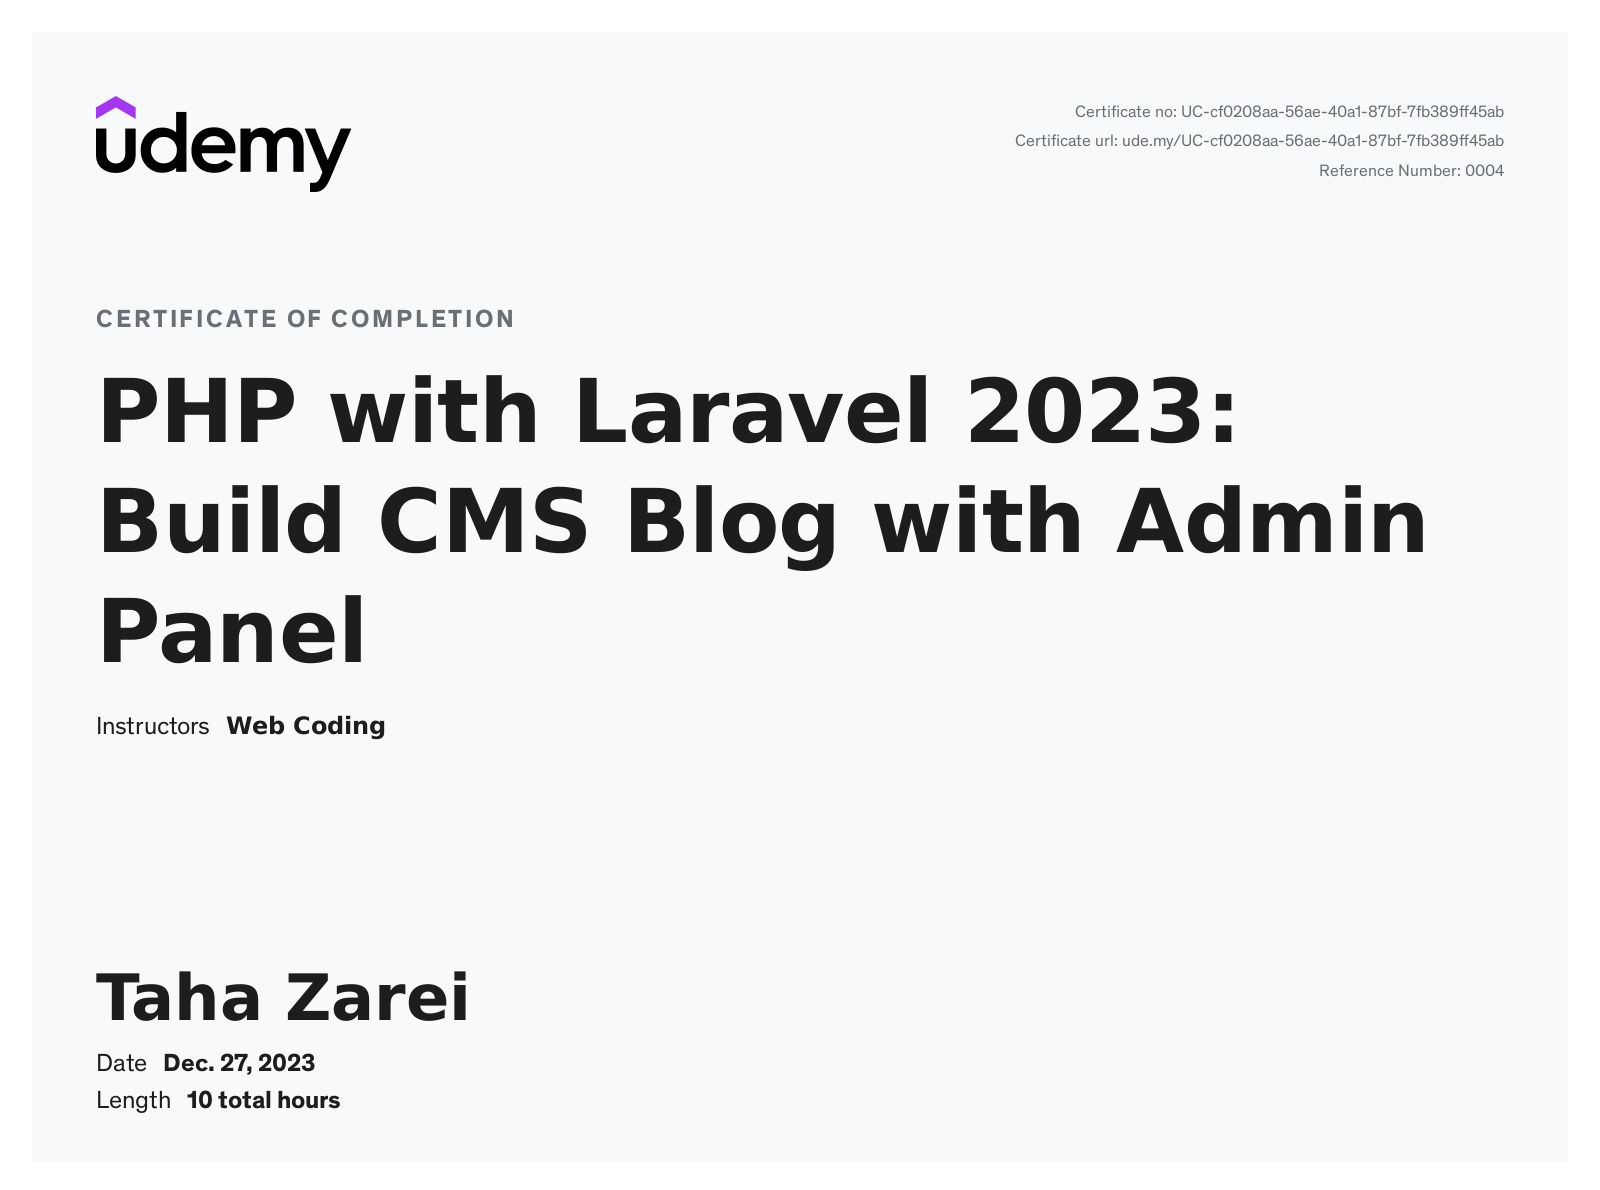 udemy
Certificate no: UC-cf0208aa-56ae-40a1-87bf-7fb389ff45ab
Certificate url: ude.my/UC-cf0208aa-56ae-40a1-87bf-7fb389ff45ab
Reference Number: 0004
CERTIFICATE OF COMPLETION
PHP with Laravel 2023:
Build CMS Blog with Admin
Panel
Instructors Web Coding
Taha Zarei
Date Dec. 27, 2023
Length 10 total hours